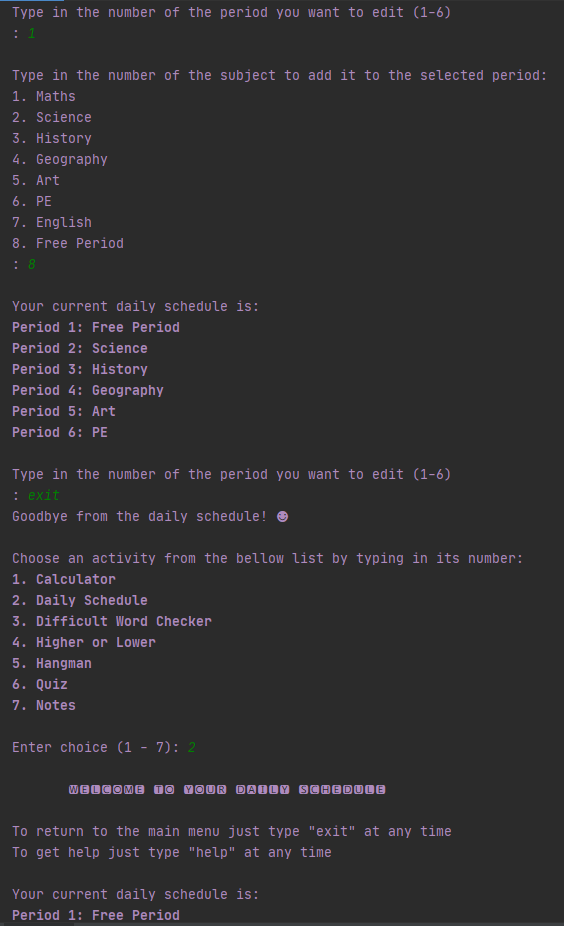 Type in the number of the period you want to edit (1-6)
: 1
Type in the number of the subject to add it to the selected period:
1. Maths
2. Science
3. History
4. Geography
5. Art
6. PE
7. English
8. Free Period
: 8
Your current daily schedule is:
Period 1: Free Period
Period 2: Science
Period 3: History
Period 4: Geography
Period 5: Art
Period 6: PE
Type in the number of the period you want to edit (1-6)
: exit
Goodbye from the daily schedule! ☻
Choose an activity from the bellow list by typing in its number:
1. Calculator
2. Daily Schedule
3. Difficult Word Checker
4. Higher or Lower
5. Hangman
6. Quiz
7. Notes
Enter choice (1 - 7): 2
WELCOME TO YOUR DAILY SCHEDULE
To return to the main menu just type "exit" at any time
To get help just type "help" at any time
Your current daily schedule is:
Period 1: Free Period